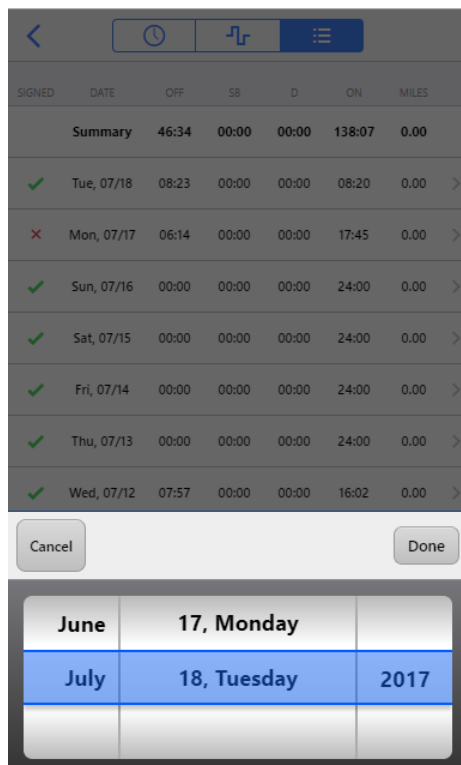 SIGNED DATE OFF SB D ON MILES
Summary 46:34 00:00 00:00 138:07 0.00
Tue, 07/18 08:23 00:00 00:00 08:20 0.00
Mon, 07/17 06:14 00:00 00:00 17:45 0.00
Sun, 07/16 00:00 00:00 00:00 24:00 0.00
Sat, 07/15 00:00 00:00 00:00 24:00 0.00
Fri, 07/14 00:00 00:00 00:00 24:00 0.00
Thu, 07/13 00:00 00:00 00:00 24:00 0.00
Wed, 07/12 07:57 00:00 00:00 16:02 0.00
Cancel Done
June 17, Monday
July 18, Tuesday 2017